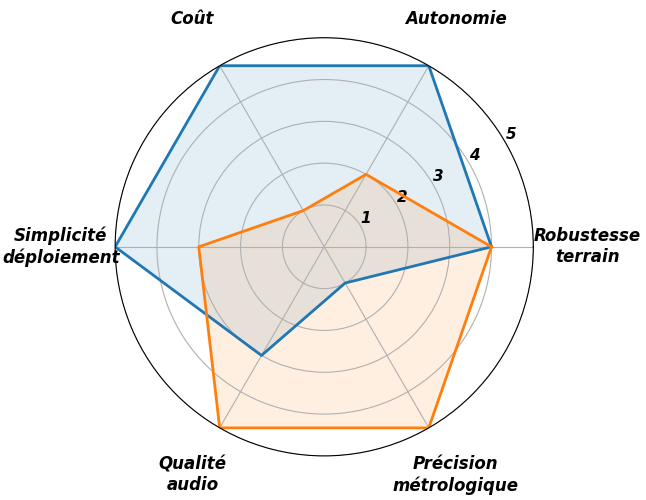 Coût
Autonomie
5
4
3
2
1
Simplicité
déploiement
Robustesse
terrain
Qualité
audio
Précision
métrologique